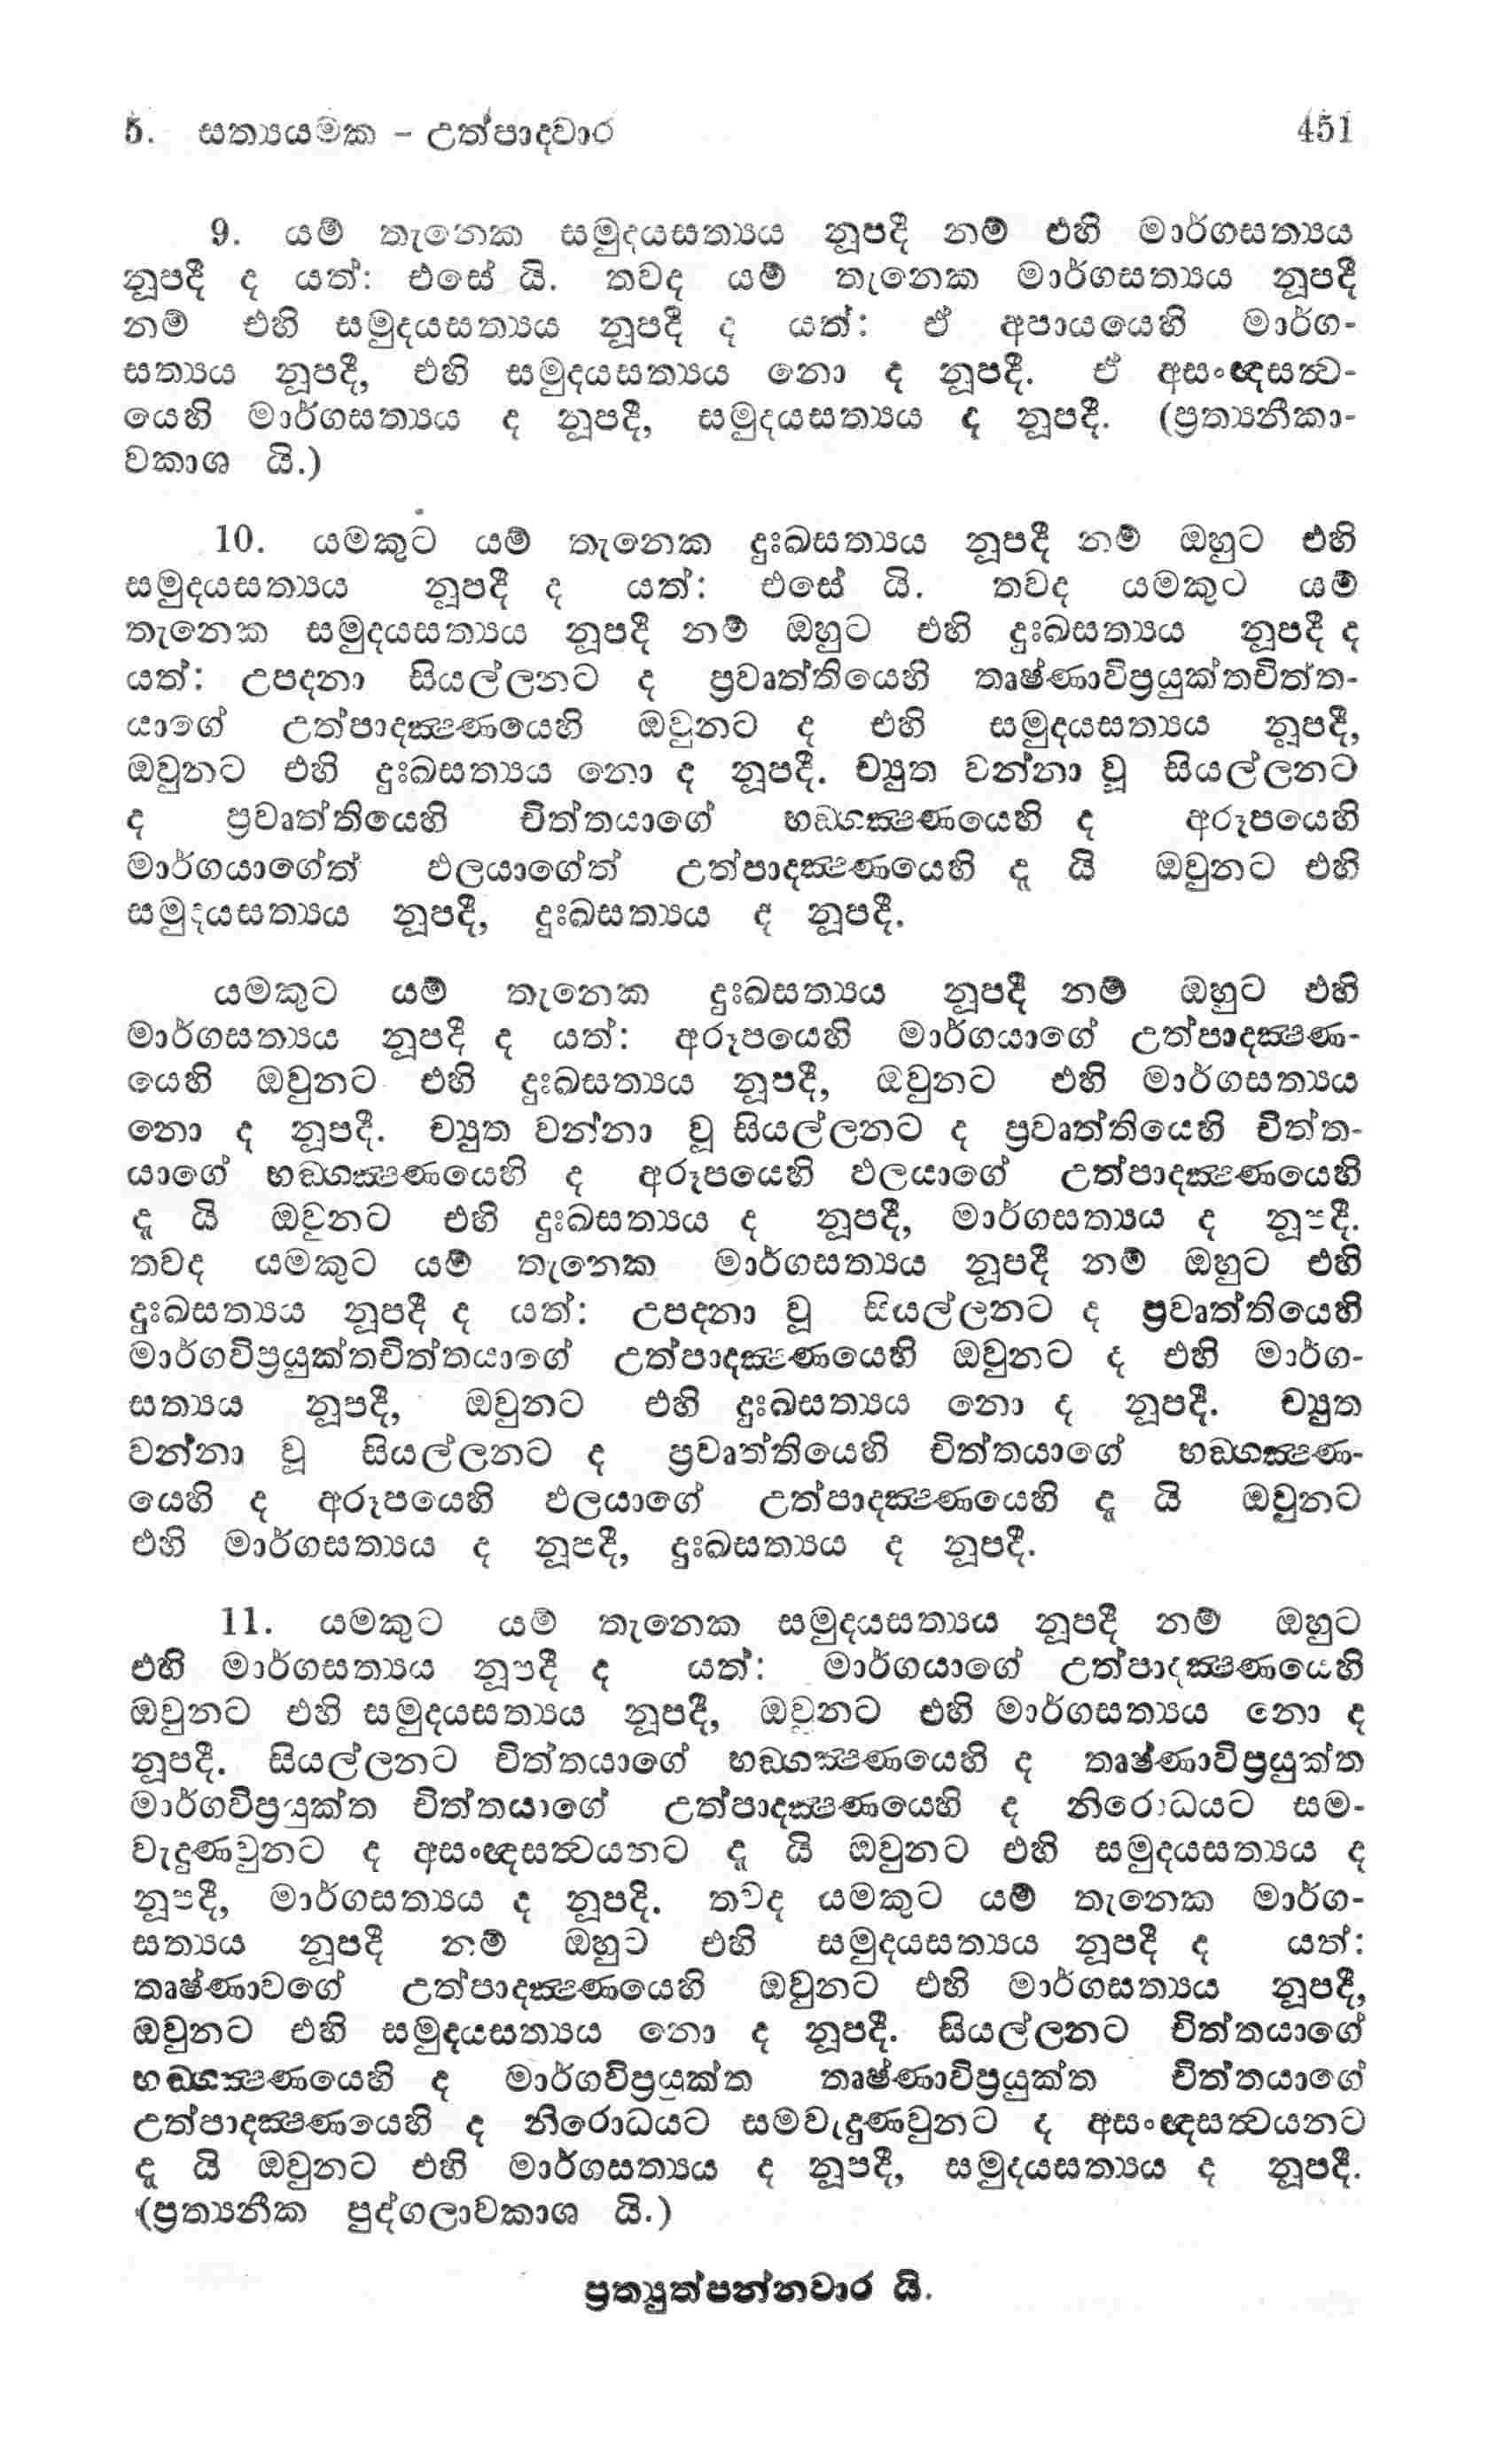 5. සත්‍යයමක - උත්පාදවාර 451
9. යම් තැනෙක සමුදයසත්‍යය නූපදී නම් එහි මාර්ගසත්‍යය
නූපදී ද යත්: එසේ යි. තවද යම් තැනෙක මාර්ගසත්‍යය නූපදී
නම් එහි සමුදයසත්‍යය නූපදී ද යත්: ඒ අපායයෙහි මාර්ග-
සත්‍යය නූපදී, එහි සමුදයසත්‍යය නො ද නූපදී. ඒ අසංඥසත්‍ව-
යෙහි මාර්ගසත්‍යය ද නූපදී, සමුදයසත්‍යය ද නූපදී. (ප්‍රත්‍යනීකා-
වකාශ යි.)
10. යමකුට යම් තැනෙක දුඃඛසත්‍යය නූපදී නම් ඔහුට එහි
සමුදයසත්‍යය නූපදී ද යත්: එසේ යි. තවද යමකුට යම්
තැනෙක සමුදයසත්‍යය නූපදී නම් ඔහුට එහි දුඃඛසත්‍යය නූපදී ද
යත්: උපදනා සියල්ලනට ද ප්‍රවෘත්තියෙහි තෘෂ්ණාවිප්‍රයුක්තචිත්ත-
යාගේ උත්පාදක්‍ෂණයෙහි ඔවුනට ද එහි සමුදයසත්‍යය නූපදී,
ඔවුනට එහි දුඃඛසත්‍යය නො ද නූපදී. ච්‍යුත වන්නා වූ සියල්ලනට
ද ප්‍රවෘත්තියෙහි චිත්තයාගේ භඞ්ගක්‍ෂණයෙහි ද අරූපයෙහි
මාර්ගයාගේත් ඵලයාගේත් උත්පාදක්‍ෂණයෙහි දැ යි ඔවුනට එහි
සමුදයසත්‍යය නූපදී, දුඃඛසත්‍යය ද නූපදී.
යමකුට යම් තැනෙක දුඃඛසත්‍යය නූපදී නම් ඔහුට එහි
මාර්ගසත්‍යය නූපදී ද යත්: අරූපයෙහි මාර්ගයාගේ උත්පාදක්‍ෂණ-
යෙහි ඔවුනට එහි දුඃඛසත්‍යය නූපදී, ඔවුනට එහි මාර්ගසත්‍යය
නො ද නූපදී. ච්‍යුත වන්නා වූ සියල්ලනට ද ප්‍රවෘත්තියෙහි චිත්ත-
යාගේ භඞ්ගක්‍ෂණයෙහි ද අරූපයෙහි ඵලයාගේ උත්පාදක්‍ෂණයෙහි
දැ යි ඔවුනට එහි දුඃඛසත්‍යය ද නූපදී, මාර්ගසත්‍යය ද නූපදී.
තවද යමකුට යම් තැනෙක මාර්ගසත්‍යය නූපදී නම් ඔහුට එහි
දුඃඛසත්‍යය නූපදී ද යත්: උපදනා වූ සියල්ලනට ද ප්‍රවෘත්තියෙහි
මාර්ගවිප්‍රයුක්තචිත්තයාගේ උත්පාදක්‍ෂණයෙහි ඔවුනට ද එහි මාර්ග-
සත්‍යය නූපදී, ඔවුනට එහි දුඃඛසත්‍යය නො ද නූපදී. ච්‍යුත
වන්නා වූ සියල්ලනට ද ප්‍රවෘත්තියෙහි චිත්තයාගේ භඞ්ගක්‍ෂණ-
යෙහි ද අරූපයෙහි ඵලයාගේ උත්පාදක්‍ෂණයෙහි දැ යි ඔවුනට
එහි මාර්ගසත්‍යය ද නූපදී, දුඃඛසත්‍යය ද නූපදී.
11. යමකුට යම් තැනෙක සමුදයසත්‍යය නූපදී නම් ඔහුට
එහි මාර්ගසත්‍යය නූපදී ද යත්: මාර්ගයාගේ උත්පාදක්‍ෂණයෙහි
ඔවුනට එහි සමුදයසත්‍යය නූපදී, ඔවුනට එහි මාර්ගසත්‍යය නො ද
නූපදී. සියල්ලනට චිත්තයාගේ භඞ්ගක්‍ෂණයෙහි ද තෘෂ්ණාවිප්‍රයුක්ත
මාර්ගවිප්‍රයුක්ත චිත්තයාගේ උත්පාදක්‍ෂණයෙහි ද නිරෝධයට සම-
වැදුණවුනට ද අසංඥසත්‍වයනට දැ යි ඔවුනට එහි සමුදයසත්‍යය ද
නූපදී, මාර්ගසත්‍යය ද නූපදි. තවද යමකුට යම් තැනෙක මාර්ග-
සත්‍යය නූපදී නම් ඔහුට එහි සමුදයසත්‍යය නූපදී ද යත්:
තෘෂ්ණාවගේ උත්පාදක්‍ෂණයෙහි ඔවුනට එහි මාර්ගසත්‍යය නූපදී,
ඔවුනට එහි සමුදයසත්‍යය නො ද නූපදී. සියල්ලනට චිත්තයාගේ
භඞ්ගක්‍ෂණයෙහි ද මාර්ගවිප්‍රයුක්ත තෘෂ්ණාවිප්‍රයුක්ත චිත්තයාගේ
උත්පාදක්‍ෂණයෙහි ද නිරොධයට සමවැදුණවුනට ද අසංඥසත්‍වයනට
දැ යි ඔවුනට එහි මාර්ගසත්‍යය ද නූපදී, සමුදයසත්‍යය ද නූපදී.
(ප්‍රත්‍යනීක පුද්ගලාවකාශ යි.)
ප්‍රත්‍යුත්පන්නවාර යි.